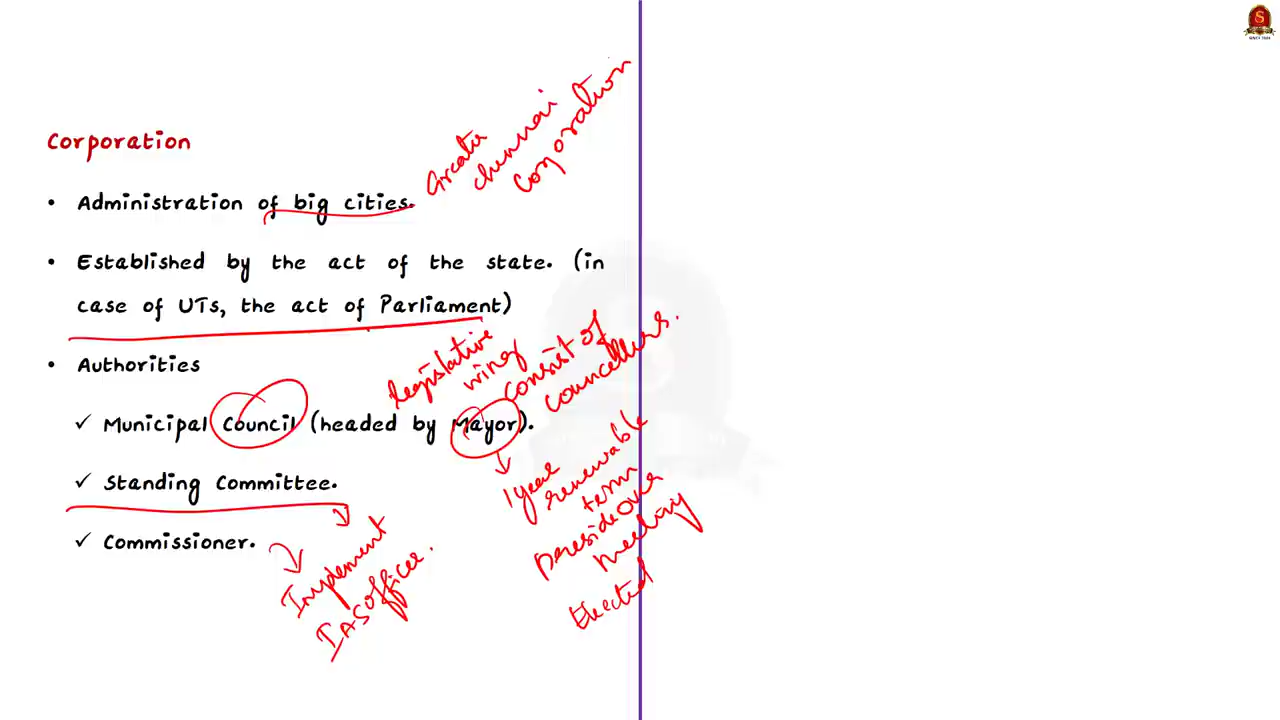 Corporation
Greater
chennai
corporation
• Administration of big cities.
• Established by the act of the state. (in
case of UTs, the act of Parliament)
• Authorities
legislative
wing
consist of
councellers.
✓ Municipal Council (headed by Mayor).
1 year
renewable
term
preside over
meeting
Elected
✓ Standing Committee.
✓ Commissioner.
Implement
IAS officer.
S